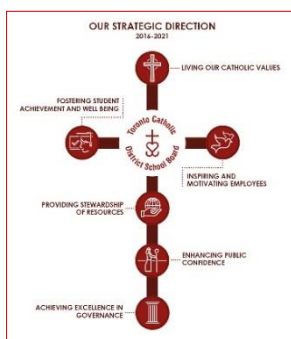 OUR STRATEGIC DIRECTION
2016-2021
LIVING OUR CATHOLIC VALUES
FOSTERING STUDENT
ACHIEVEMENT AND WELL BEING
Toronto Catholic
District School Board
INSPIRING AND
MOTIVATING EMPLOYEES
PROVIDING STEWARDSHIP
OF RESOURCES
ENHANCING PUBLIC
CONFIDENCE
ACHIEVING EXCELLENCE IN
GOVERNANCE